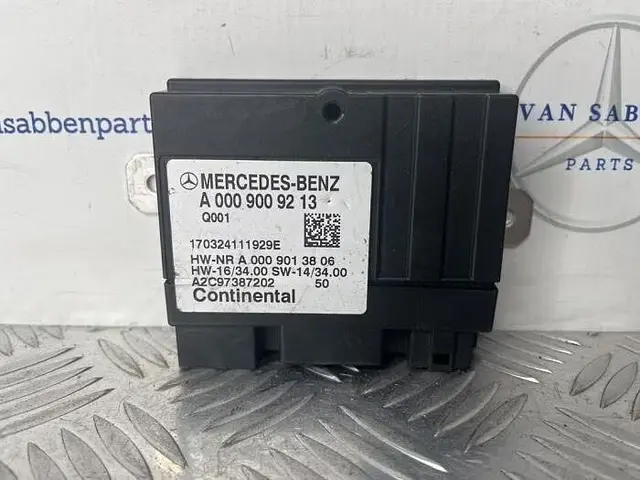 MERCEDES-BENZ
A 000 900 92 13
Q001
170324111929E
HW-NR A 000 901 38 06
HW-16/34.00 SW-14/34.00
A2C97387202 50
Continental
nsabbenpart
VAN SAB
PARTS